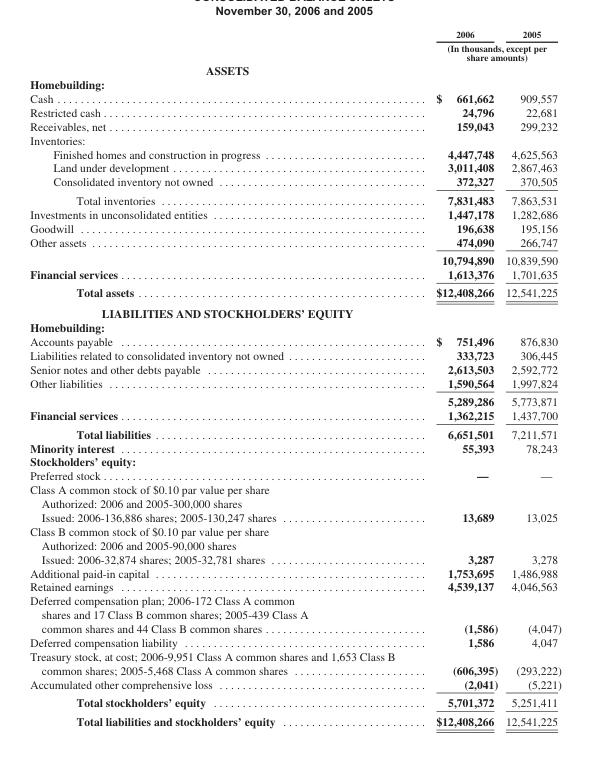 November 30, 2006 and 2005
2006 2005
(In thousands, except per
share amounts)
ASSETS
Homebuilding:
Cash $ 661,662 909,557
Restricted cash 24,796 22,681
Receivables, net 159,043 299,232
Inventories:
Finished homes and construction in progress 4,447,748 4,625,563
Land under development 3,011,408 2,867,463
Consolidated inventory not owned 372,327 370,505
Total inventories 7,831,483 7,863,531
Investments in unconsolidated entities 1,447,178 1,282,686
Goodwill 196,638 195,156
Other assets 474,090 266,747
10,794,890 10,839,590
Financial services 1,613,376 1,701,635
Total assets $12,408,266 12,541,225
LIABILITIES AND STOCKHOLDERS' EQUITY
Homebuilding:
Accounts payable $ 751,496 876,830
Liabilities related to consolidated inventory not owned 333,723 306,445
Senior notes and other debts payable 2,613,503 2,592,772
Other liabilities 1,590,564 1,997,824
5,289,286 5,773,871
Financial services 1,362,215 1,437,700
Total liabilities 6,651,501 7,211,571
Minority interest 55,393 78,243
Stockholders' equity:
Preferred stock — —
Class A common stock of $0.10 par value per share
Authorized: 2006 and 2005-300,000 shares
Issued: 2006-136,886 shares; 2005-130,247 shares 13,689 13,025
Class B common stock of $0.10 par value per share
Authorized: 2006 and 2005-90,000 shares
Issued: 2006-32,874 shares; 2005-32,781 shares 3,287 3,278
Additional paid-in capital 1,753,695 1,486,988
Retained earnings 4,539,137 4,046,563
Deferred compensation plan; 2006-172 Class A common
shares and 17 Class B common shares; 2005-439 Class A
common shares and 44 Class B common shares (1,586) (4,047)
Deferred compensation liability 1,586 4,047
Treasury stock, at cost; 2006-9,951 Class A common shares and 1,653 Class B
common shares; 2005-5,468 Class A common shares (606,395) (293,222)
Accumulated other comprehensive loss (2,041) (5,221)
Total stockholders' equity 5,701,372 5,251,411
Total liabilities and stockholders' equity $12,408,266 12,541,225